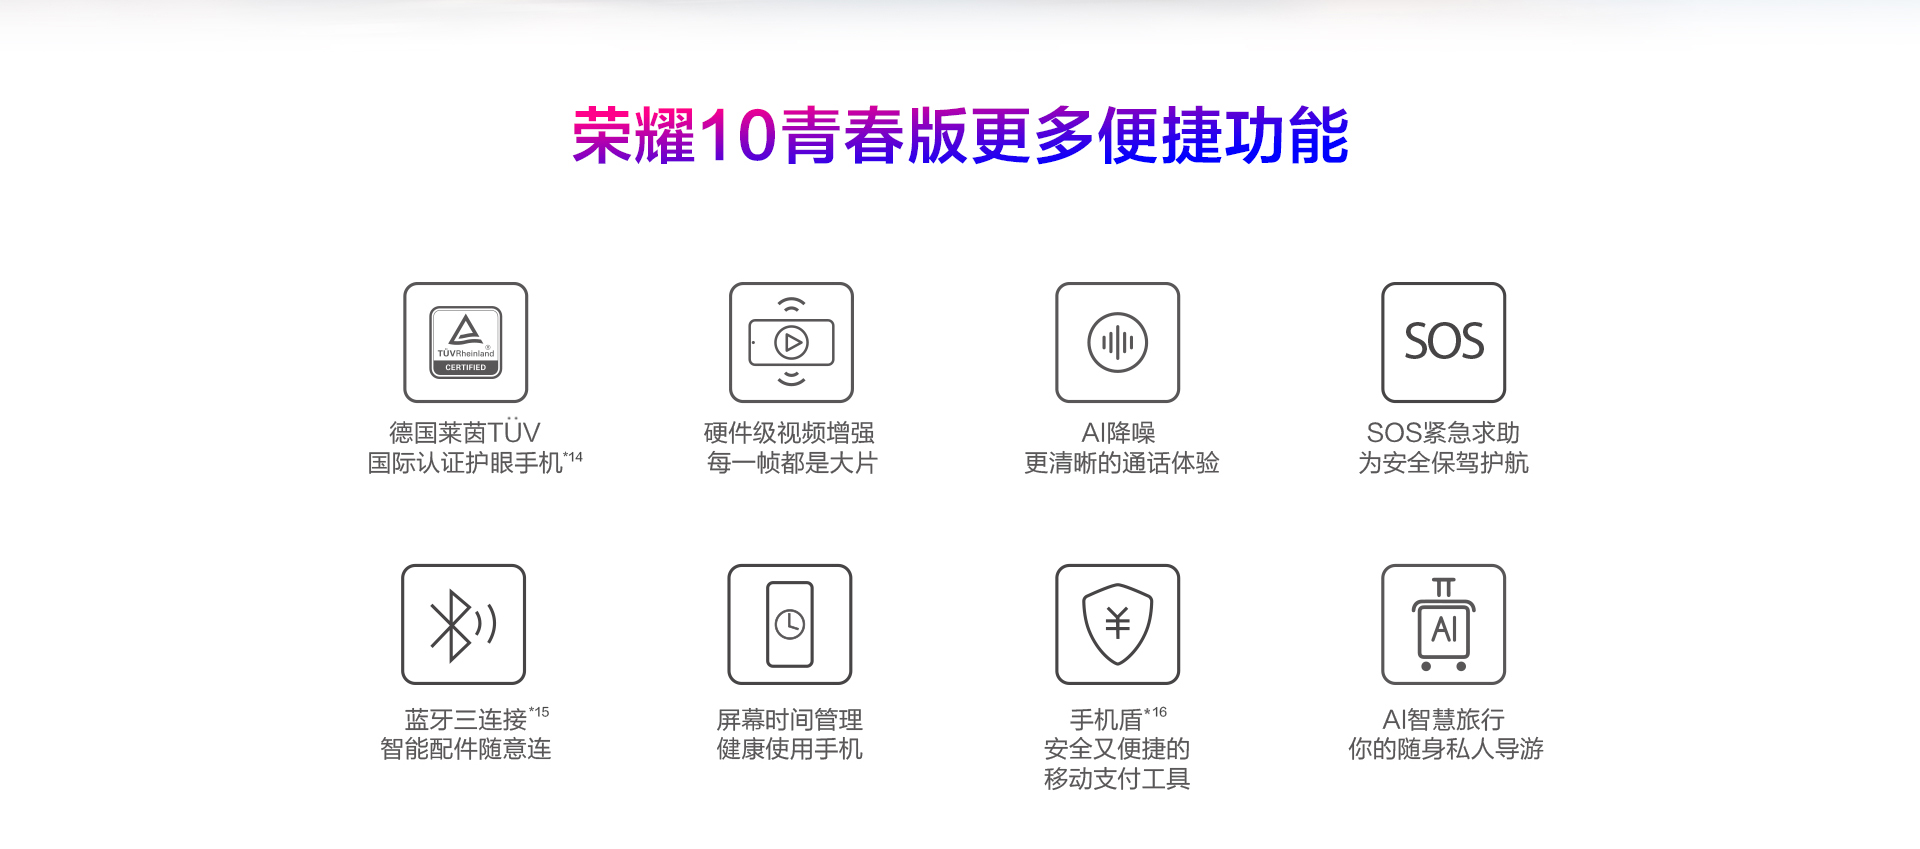 荣耀10青春版更多便捷功能
TÜVRheinland®
CERTIFIED
德国莱茵TÜV
国际认证护眼手机*14
硬件级视频增强
每一帧都是大片
AI降噪
更清晰的通话体验
SOS
SOS紧急求助
为安全保驾护航
蓝牙三连接*15
智能配件随意连
屏幕时间管理
健康使用手机
¥
手机盾*16
安全又便捷的
移动支付工具
AI
AI智慧旅行
你的随身私人导游